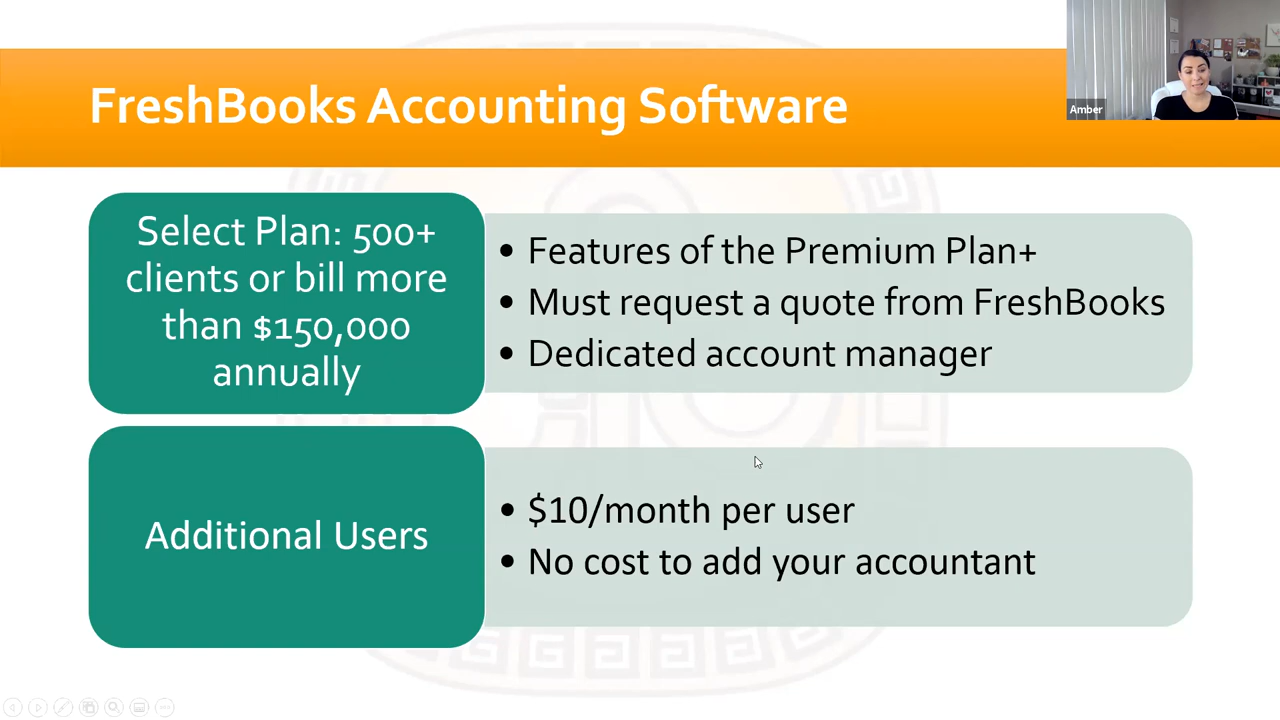 FreshBooks Accounting Software
Amber
Select Plan: 500+
clients or bill more
than $150,000
annually
• Features of the Premium Plan+
• Must request a quote from FreshBooks
• Dedicated account manager
Additional Users
• $10/month per user
• No cost to add your accountant